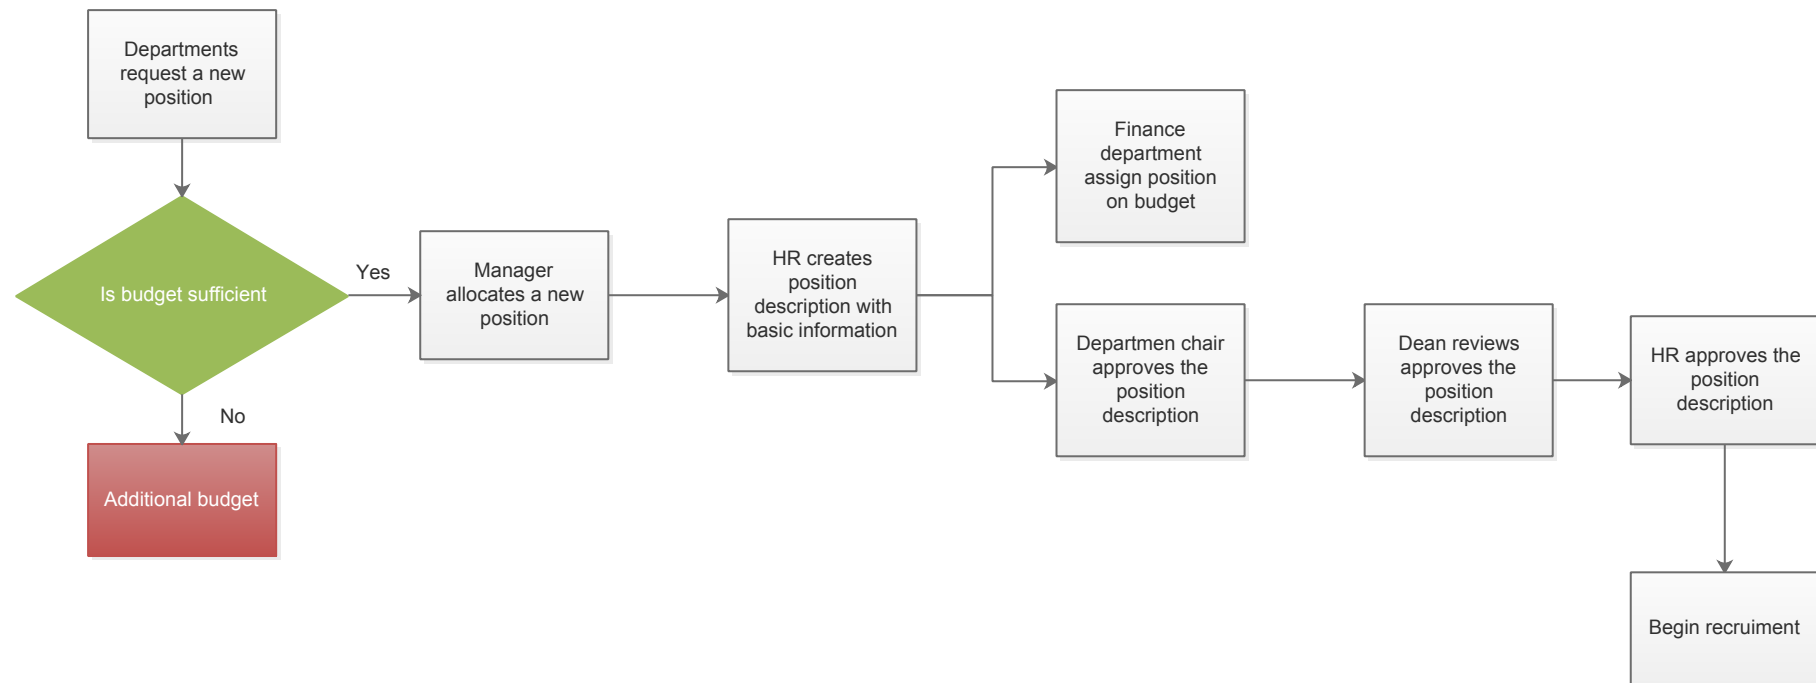 Departments
request a new
position
Is budget sufficient
Yes
No
Additional budget
Manager
allocates a new
position
HR creates
position
description with
basic information
Finance
department
assign position
on budget
Departmen chair
approves the
position
description
Dean reviews
approves the
position
description
HR approves the
position
description
Begin recruiment